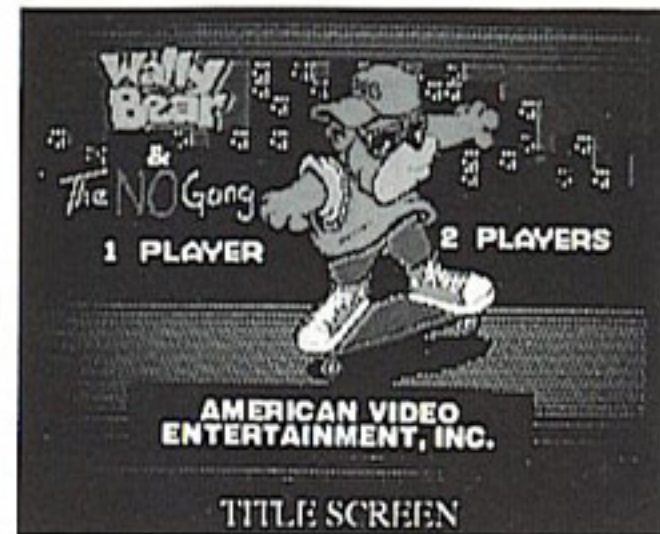 Wally
Bear
&
The NO Gang
1 PLAYER
2 PLAYERS
AMERICAN VIDEO
ENTERTAINMENT, INC.
TITLE SCREEN